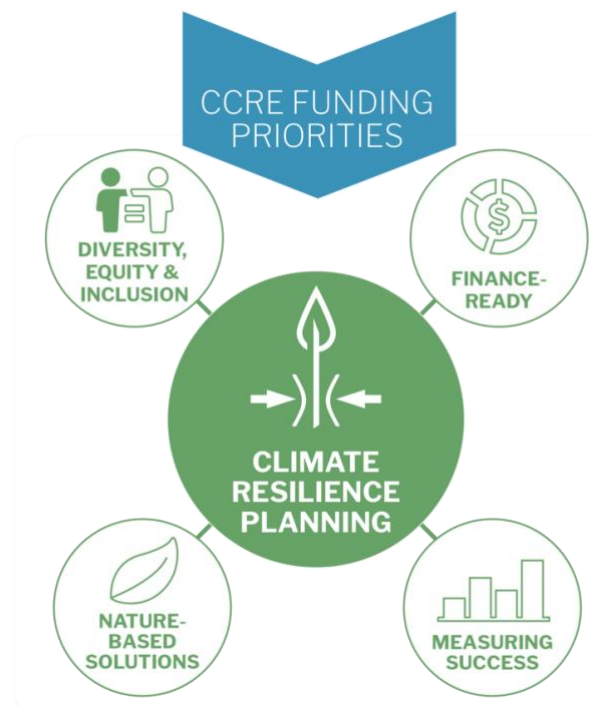 CCRE FUNDING
PRIORITIES
DIVERSITY,
EQUITY &
INCLUSION
$
FINANCE-
READY
CLIMATE
RESILIENCE
PLANNING
NATURE-
BASED
SOLUTIONS
MEASURING
SUCCESS